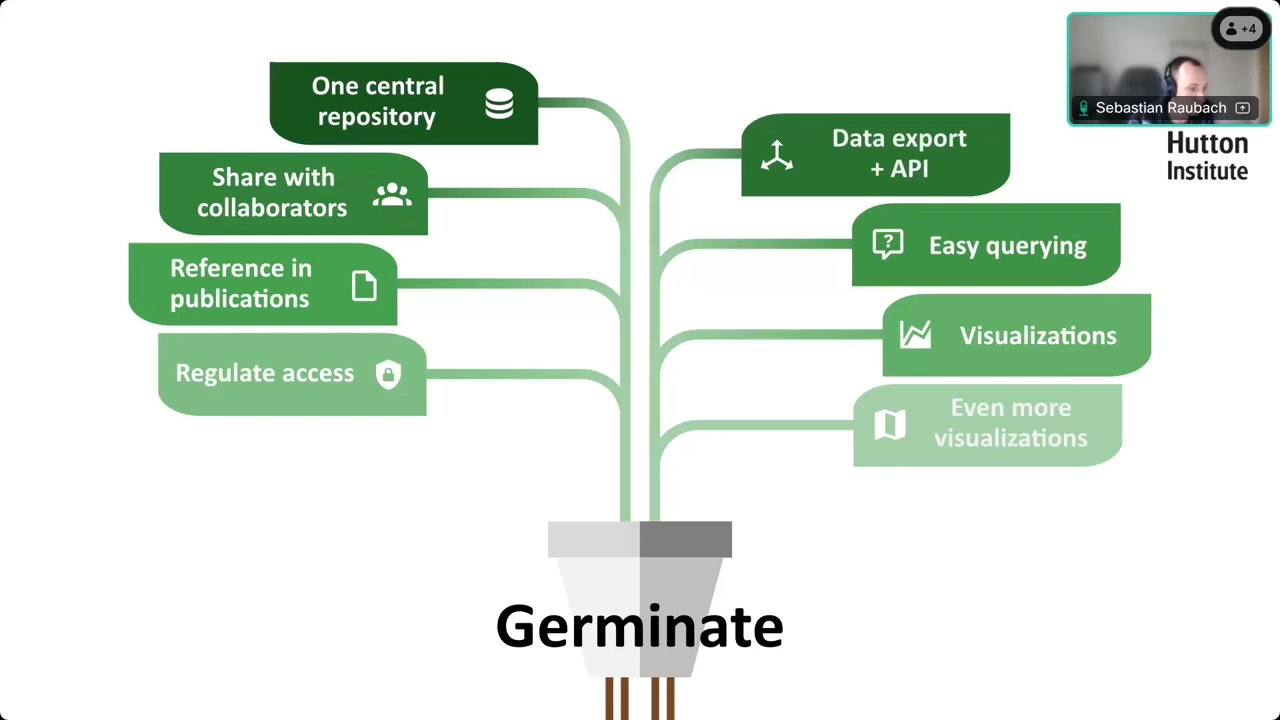 One central
repository
Share with
collaborators
Reference in
publications
Regulate access
Data export
+ API
?
Easy querying
Visualizations
Even more
visualizations
Germinate
+4
Sebastian Raubach
Hutton
Institute